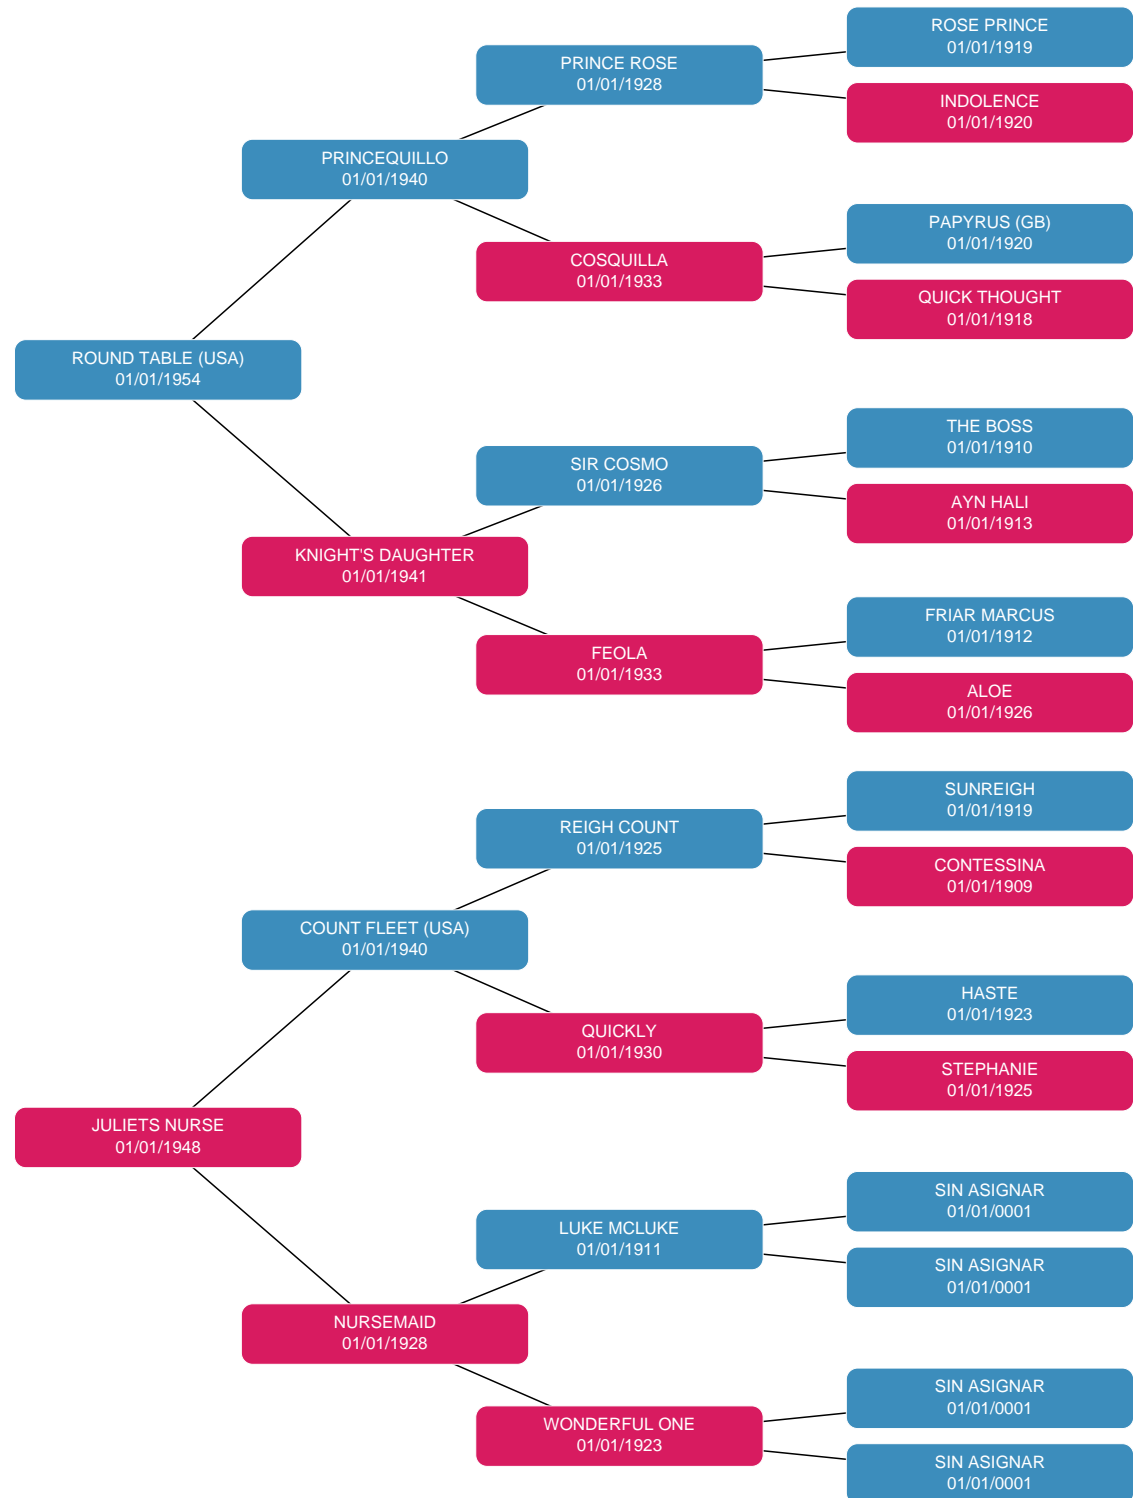 ROSE PRINCE
01/01/1919
PRINCE ROSE
01/01/1928
INDOLENCE
01/01/1920
PRINCEQUILLO
01/01/1940
PAPYRUS (GB)
01/01/1920
COSQUILLA
01/01/1933
QUICK THOUGHT
01/01/1918
ROUND TABLE (USA)
01/01/1954
THE BOSS
01/01/1910
SIR COSMO
01/01/1926
AYN HALI
01/01/1913
KNIGHT'S DAUGHTER
01/01/1941
FRIAR MARCUS
01/01/1912
FEOLA
01/01/1933
ALOE
01/01/1926
SUNREIGH
01/01/1919
REIGH COUNT
01/01/1925
CONTESSINA
01/01/1909
COUNT FLEET (USA)
01/01/1940
HASTE
01/01/1923
QUICKLY
01/01/1930
STEPHANIE
01/01/1925
JULIETS NURSE
01/01/1948
SIN ASIGNAR
01/01/0001
LUKE MCLUKE
01/01/1911
SIN ASIGNAR
01/01/0001
NURSEMAID
01/01/1928
SIN ASIGNAR
01/01/0001
WONDERFUL ONE
01/01/1923
SIN ASIGNAR
01/01/0001